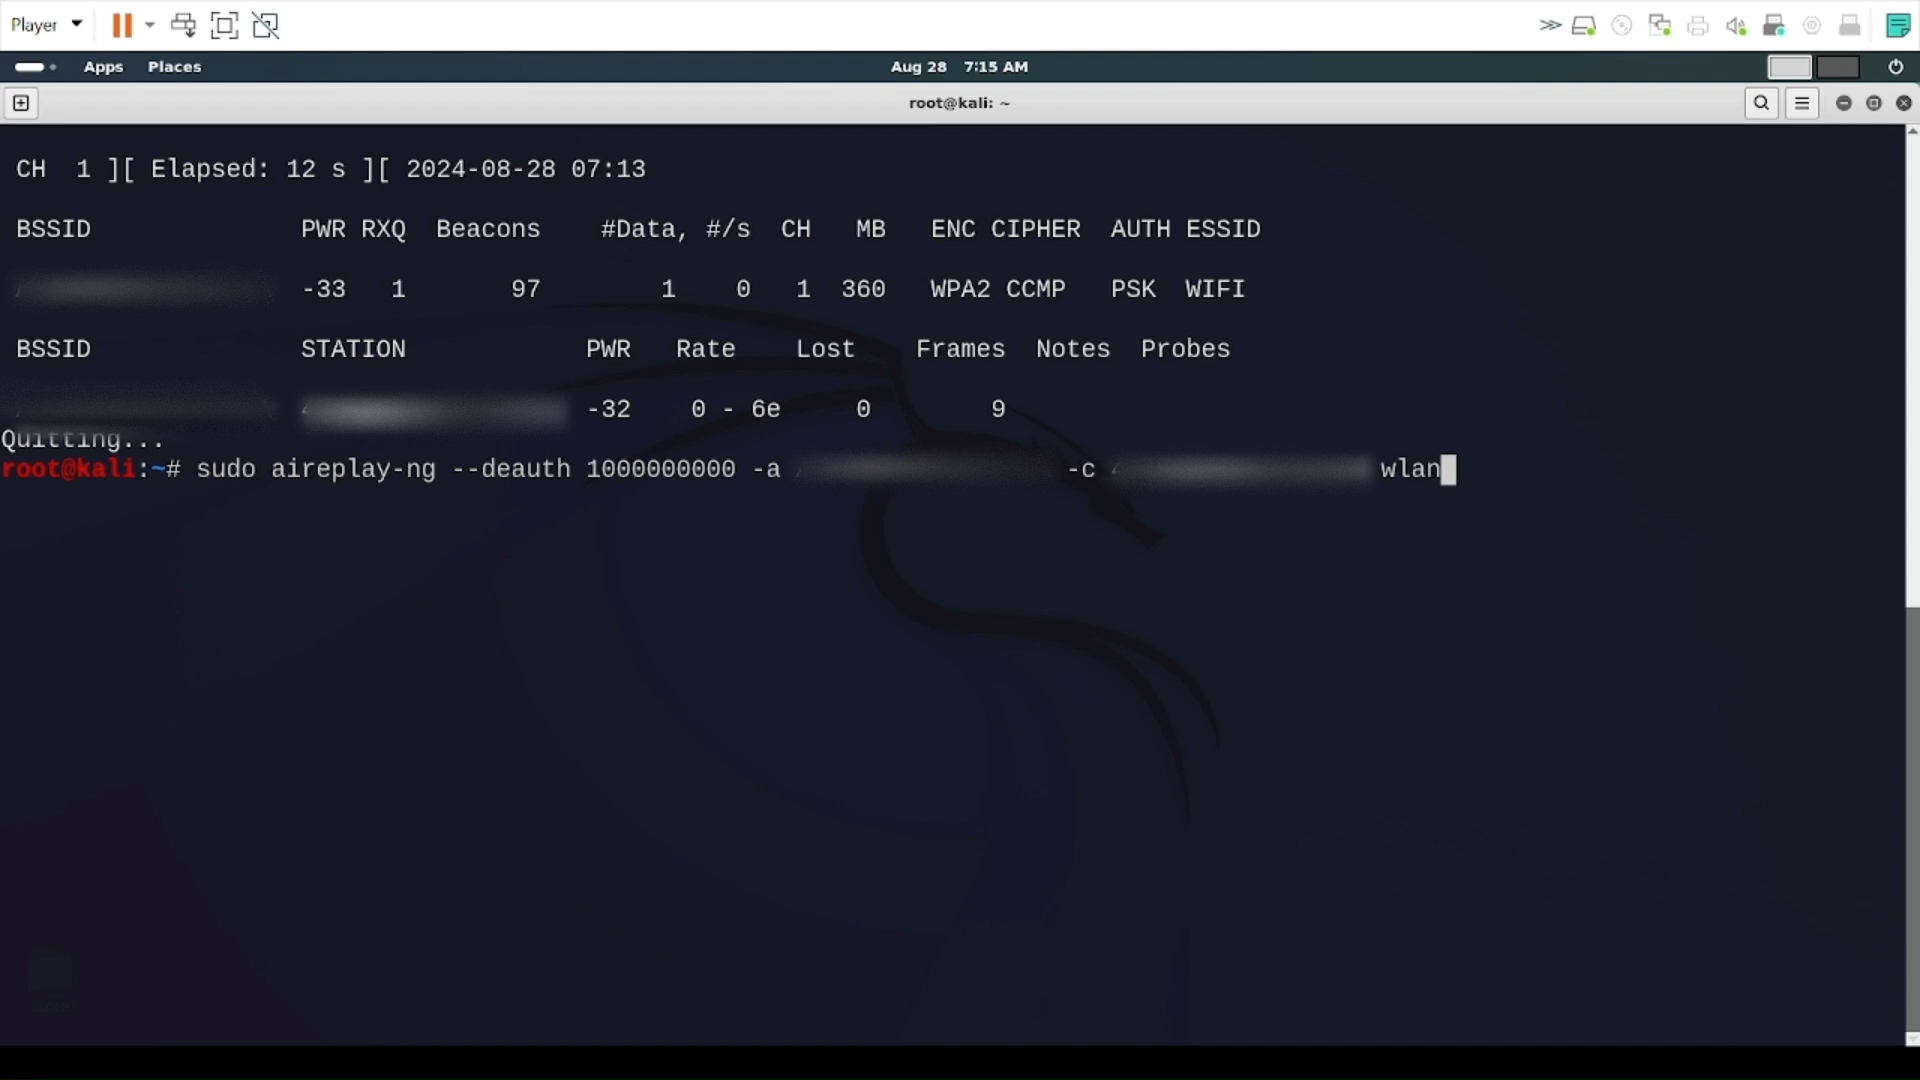 Player
Apps Places Aug 28 7:15 AM
root@kali: ~
CH 1 ][ Elapsed: 12 s ][ 2024-08-28 07:13
BSSID PWR RXQ Beacons #Data, #/s CH MB ENC CIPHER AUTH ESSID
-33 1 97 1 0 1 360 WPA2 CCMP PSK WIFI
BSSID STATION PWR Rate Lost Frames Notes Probes
-32 0 - 6e 0 9
Quitting...
root@kali:~# sudo aireplay-ng --deauth 1000000000 -a -c wlan